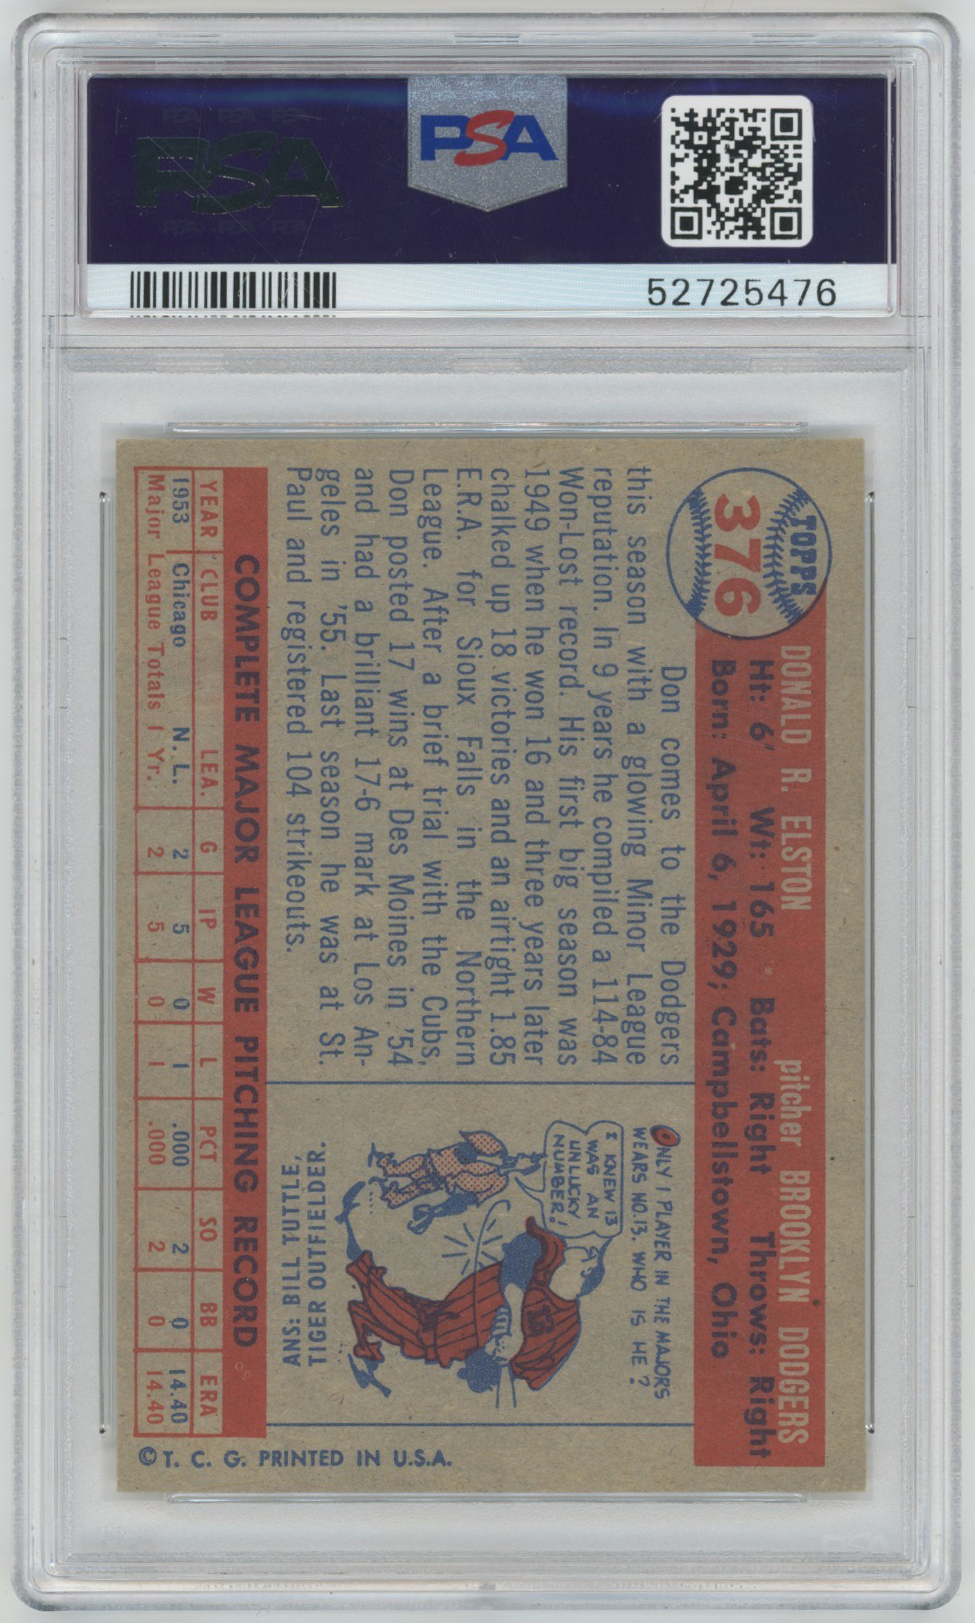 PSA
PSA
52725476
TOPPS
376
DONALD R. ELSTON pitcher BROOKLYN DODGERS
Ht: 6' Wt: 165 Bats: Right Throws: Right
Born: April 6, 1929; Campbellstown, Ohio
Don comes to the Dodgers
this season with a glowing Minor League
reputation. In 9 years he compiled a 114-84
Won-Lost record. His first big season was
1949 when he won 16 and three years later
chalked up 18 victories and an airtight 1.85
E.R.A. for Sioux Falls in the Northern
League. After a brief trial with the Cubs,
Don posted 17 wins at Des Moines in '54
and had a brilliant 17-6 mark at Los An-
geles in '55. Last season he was at St.
Paul and registered 104 strikeouts.
ONLY 1 PLAYER IN THE MAJORS
WEARS NO.13. WHO IS HE?
I KNEW 13
WAS AN
UNLUCKY
NUMBER!
13
ANS: BILL TUTTLE,
TIGER OUTFIELDER.
COMPLETE MAJOR LEAGUE PITCHING RECORD
YEAR CLUB LEA. G IP W L PCT SO BB ERA
1953 Chicago N.L. 2 5 0 1 .000 2 0 14.40
Major League Totals 1 Yr. 2 5 0 1 .000 2 0 14.40
© T. C. G. PRINTED IN U.S.A.